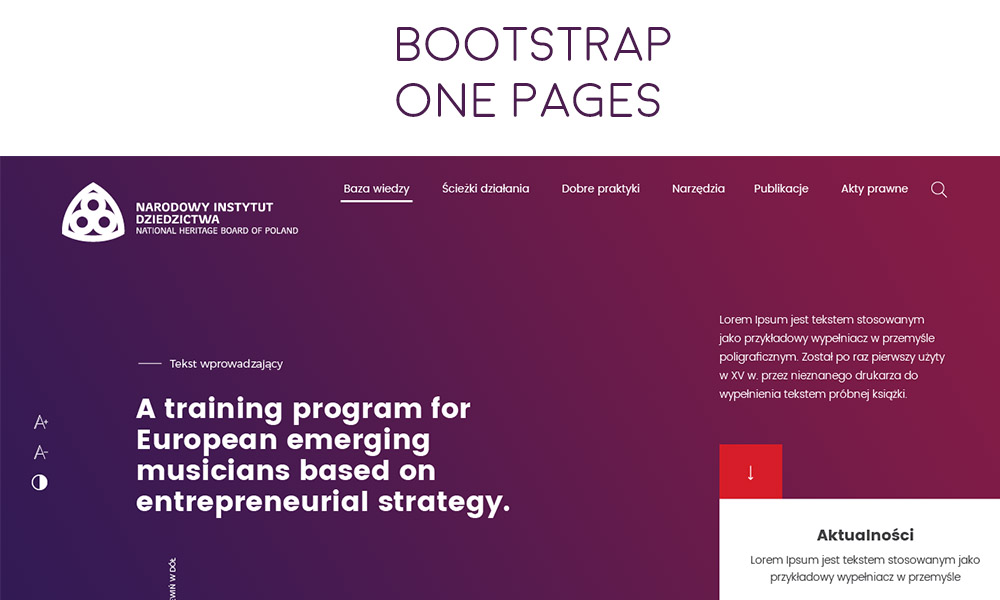 BOOTSTRAP
ONE PAGES
NARODOWY INSTYTUT
DZIEDZICTWA
NATIONAL HERITAGE BOARD OF POLAND
Baza wiedzy
Ścieżki działania
Dobre praktyki
Narzędzia
Publikacje
Akty prawne
Lorem Ipsum jest tekstem stosowanym
jako przykładowy wypełniacz w przemyśle
poligraficznym. Został po raz pierwszy użyty
w XV w. przez nieznanego drukarza do
wypełnienia tekstem próbnej książki.
Tekst wprowadzający
A training program for
European emerging
musicians based on
entrepreneurial strategy.
A+
A-
W DÓŁ
Aktualności
Lorem Ipsum jest tekstem stosowanym jako
przykładowy wypełniacz w przemyśle